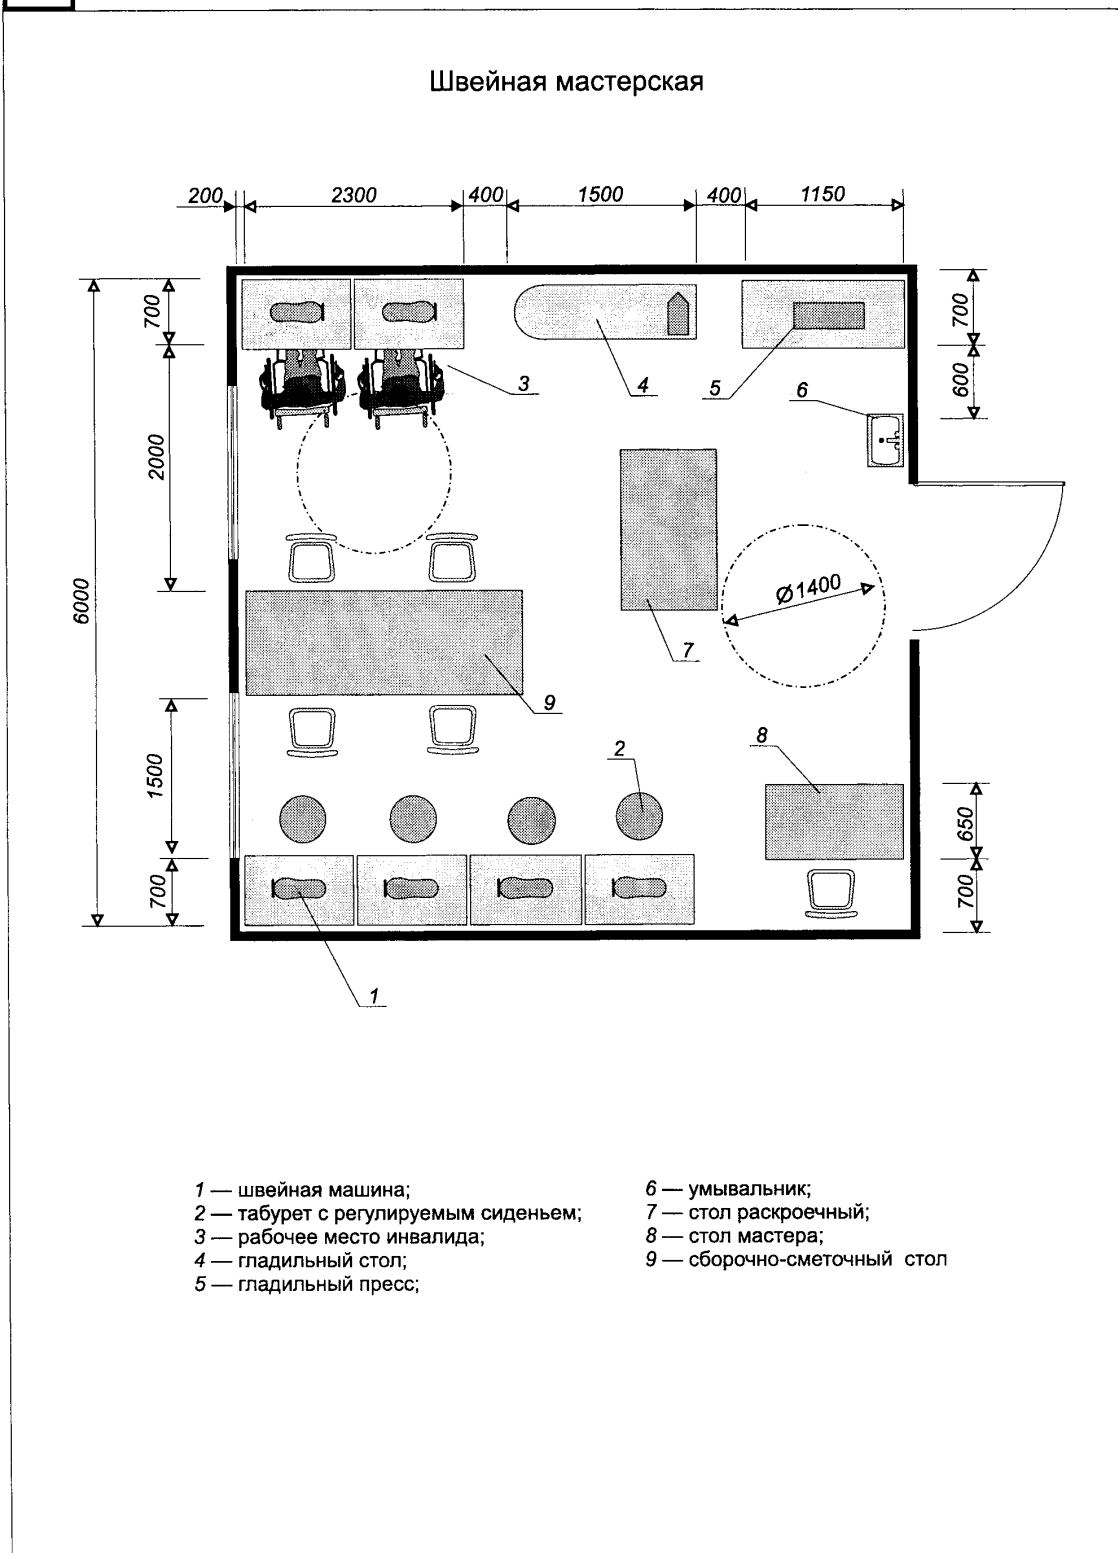 Швейная мастерская
200 2300 400 1500 400 1150
700
700
3
4
5
6
600
2000
Ø1400
6000
7
9
2
8
1500
650
700
700
1
1 — швейная машина;
2 — табурет с регулируемым сиденьем;
3 — рабочее место инвалида;
4 — гладильный стол;
5 — гладильный пресс;
6 — умывальник;
7 — стол раскроечный;
8 — стол мастера;
9 — сборочно-сметочный стол